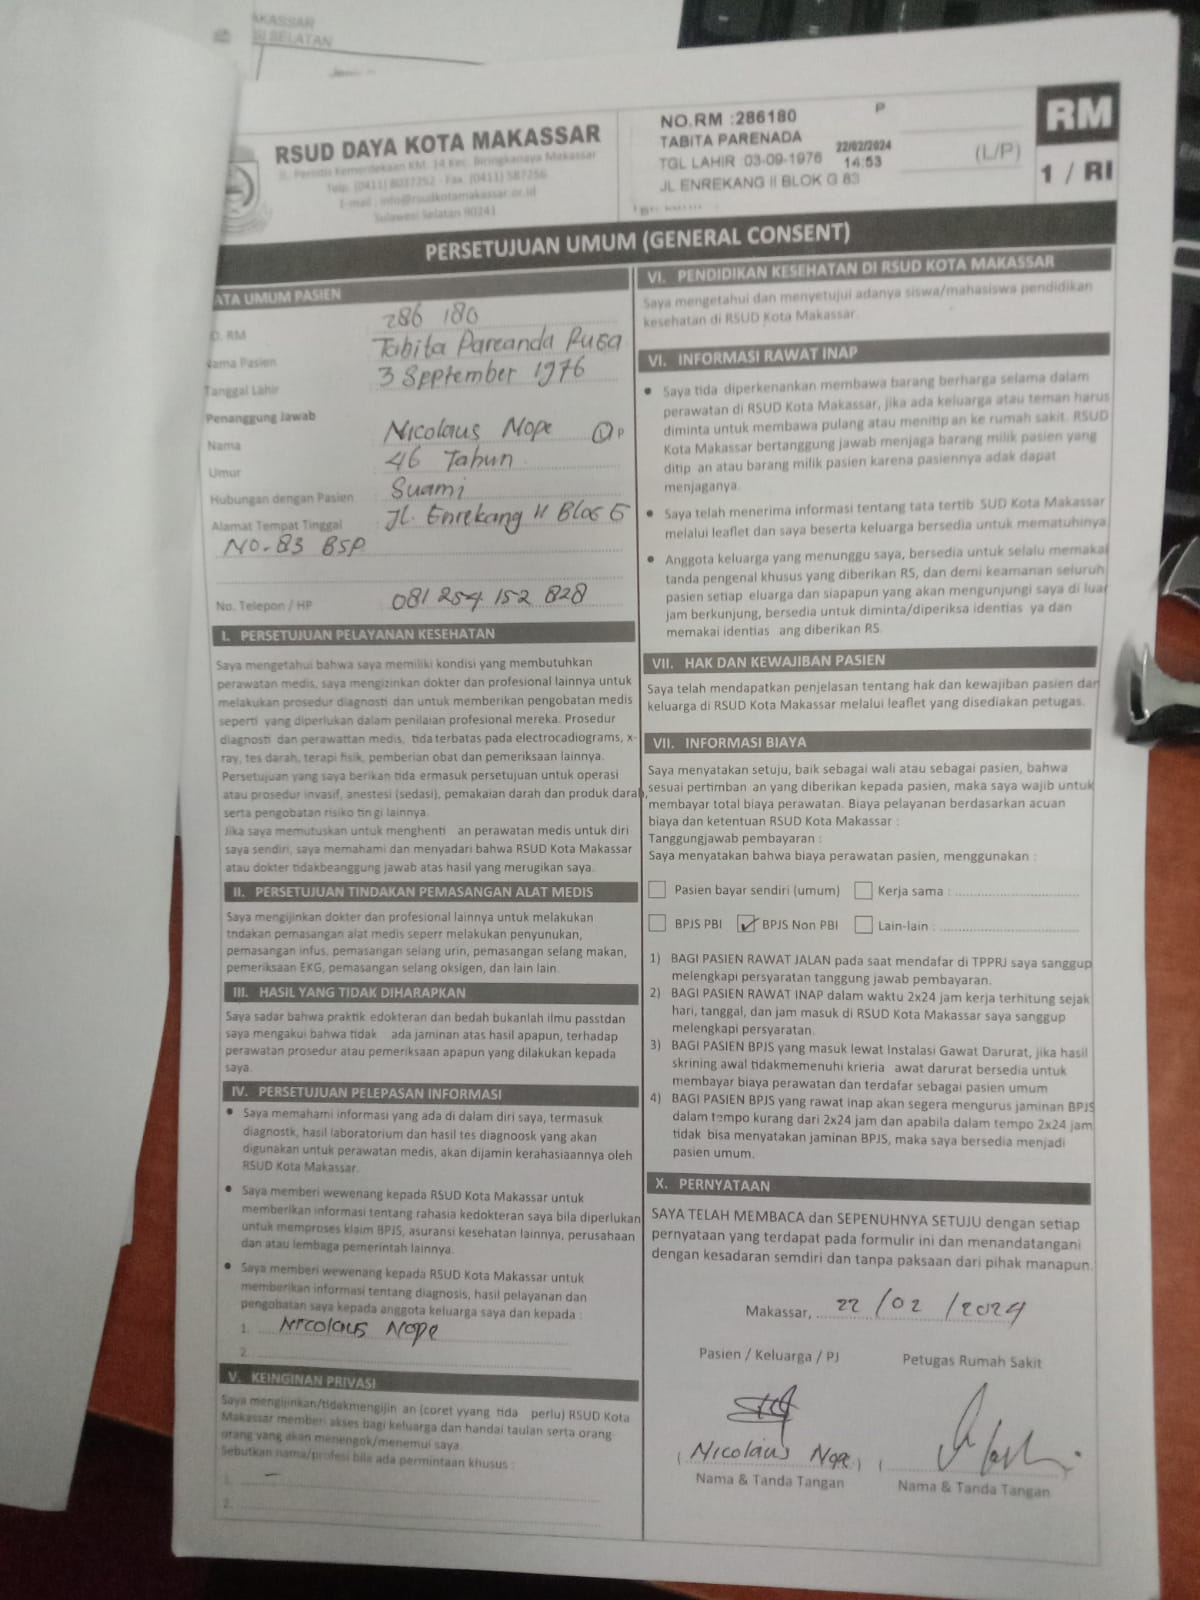 AKASSAR
SI SELATAN
RSUD DAYA KOTA MAKASSAR
JL. Perintis Kemerdekaan KM. 14 Kec. Biringkanaya Makassar
Telp. (0411) 8037252 - Fax. (0411) 587256
E-mail : info@rsudkotamakassar.or.id
Sulawesi Selatan 90241
NO.RM :286180 P
TABITA PARENADA
22/02/2024
TGL LAHIR :03-09-1976 14:53
JL ENREKANG II BLOK G 83
(L/P)
RM
1 / RI
PERSETUJUAN UMUM (GENERAL CONSENT)
ATA UMUM PASIEN
O. RM 286 180
Nama Pasien Tabita Pareanda Rusa
Tanggal Lahir 3 Sepptember 1976
Penanggung Jawab
Nama Nicolaus Nope L P
Umur 46 Tahun
Hubungan dengan Pasien Suami
Alamat Tempat Tinggal Jl. Enrekang II Blok G
No. 83 BSP
No. Telepon / HP 081 254 152 828
I. PERSETUJUAN PELAYANAN KESEHATAN
Saya mengetahui bahwa saya memiliki kondisi yang membutuhkan
perawatan medis, saya mengizinkan dokter dan profesional lainnya untuk
melakukan prosedur diagnosti dan untuk memberikan pengobatan medis
seperti yang diperlukan dalam penilaian profesional mereka. Prosedur
diagnosti dan perawattan medis, tida terbatas pada electrocadiograms, x-
ray, tes darah, terapi fisik, pemberian obat dan pemeriksaan lainnya.
Persetujuan yang saya berikan tida ermasuk persetujuan untuk operasi
atau prosedur invasif, anestesi (sedasi), pemakaian darah dan produk darah,
serta pengobatan risiko tin gi lainnya.
Jika saya memutuskan untuk menghenti an perawatan medis untuk diri
saya sendiri, saya memahami dan menyadari bahwa RSUD Kota Makassar
atau dokter tidakbeanggung jawab atas hasil yang merugikan saya.
II. PERSETUJUAN TINDAKAN PEMASANGAN ALAT MEDIS
Saya mengijinkan dokter dan profesional lainnya untuk melakukan
tndakan pemasangan alat medis seperr melakukan penyunukan,
pemasangan infus, pemasangan selang urin, pemasangan selang makan,
pemeriksaan EKG, pemasangan selang oksigen, dan lain lain.
III. HASIL YANG TIDAK DIHARAPKAN
Saya sadar bahwa praktik edokteran dan bedah bukanlah ilmu passtdan
saya mengakui bahwa tidak ada jaminan atas hasil apapun, terhadap
perawatan prosedur atau pemeriksaan apapun yang dilakukan kepada
saya.
IV. PERSETUJUAN PELEPASAN INFORMASI
• Saya memahami informasi yang ada di dalam diri saya, termasuk
diagnostk, hasil laboratorium dan hasil tes diagnoosk yang akan
digunakan untuk perawatan medis, akan dijamin kerahasiaannya oleh
RSUD Kota Makassar.
• Saya memberi wewenang kepada RSUD Kota Makassar untuk
memberikan informasi tentang rahasia kedokteran saya bila diperlukan
untuk memproses klaim BPJS, asuransi kesehatan lainnya, perusahaan
dan atau lembaga pemerintah lainnya.
• Saya memberi wewenang kepada RSUD Kota Makassar untuk
memberikan informasi tentang diagnosis, hasil pelayanan dan
pengobatan saya kepada anggota keluarga saya dan kepada :
1. Nicolaus Nope
2.
V. KEINGINAN PRIVASI
Saya mengijinkan/tidakmengijin an (coret yyang tida perlu) RSUD Kota
Makassar memberi akses bagi keluarga dan handai taulan serta orang
orang yang akan menengok/menemui saya.
Sebutkan nama/profesi bila ada permintaan khusus :
1. –
2.
VI. PENDIDIKAN KESEHATAN DI RSUD KOTA MAKASSAR
Saya mengetahui dan menyetujui adanya siswa/mahasiswa pendidikan
kesehatan di RSUD Kota Makassar.
VI. INFORMASI RAWAT INAP
• Saya tida diperkenankan membawa barang berharga selama dalam
perawatan di RSUD Kota Makassar, jika ada keluarga atau teman harus
diminta untuk membawa pulang atau menitip an ke rumah sakit. RSUD
Kota Makassar bertanggung jawab menjaga barang milik pasien yang
ditip an atau barang milik pasien karena pasiennya adak dapat
menjaganya.
• Saya telah menerima informasi tentang tata tertib SUD Kota Makassar
melalui leaflet dan saya beserta keluarga bersedia untuk mematuhinya
• Anggota keluarga yang menunggu saya, bersedia untuk selalu memakai
tanda pengenal khusus yang diberikan RS, dan demi keamanan seluruh
pasien setiap eluarga dan siapapun yang akan mengunjungi saya di luar
jam berkunjung, bersedia untuk diminta/diperiksa identias ya dan
memakai identias ang diberikan RS.
VII. HAK DAN KEWAJIBAN PASIEN
Saya telah mendapatkan penjelasan tentang hak dan kewajiban pasien dan
keluarga di RSUD Kota Makassar melalui leaflet yang disediakan petugas.
VII. INFORMASI BIAYA
Saya menyatakan setuju, baik sebagai wali atau sebagai pasien, bahwa
sesuai pertimban an yang diberikan kepada pasien, maka saya wajib untuk
membayar total biaya perawatan. Biaya pelayanan berdasarkan acuan
biaya dan ketentuan RSUD Kota Makassar :
Tanggungjawab pembayaran :
Saya menyatakan bahwa biaya perawatan pasien, menggunakan :
☐ Pasien bayar sendiri (umum) ☐ Kerja sama :
☐ BPJS PBI ☑ BPJS Non PBI ☐ Lain-lain :
1) BAGI PASIEN RAWAT JALAN pada saat mendafar di TPPRJ saya sanggup
melengkapi persyaratan tanggung jawab pembayaran.
2) BAGI PASIEN RAWAT INAP dalam waktu 2x24 jam kerja terhitung sejak
hari, tanggal, dan jam masuk di RSUD Kota Makassar saya sanggup
melengkapi persyaratan.
3) BAGI PASIEN BPJS yang masuk lewat Instalasi Gawat Darurat, jika hasil
skrining awal tidakmemenuhi krieria awat darurat bersedia untuk
membayar biaya perawatan dan terdafar sebagai pasien umum
4) BAGI PASIEN BPJS yang rawat inap akan segera mengurus jaminan BPJS
dalam tempo kurang dari 2x24 jam dan apabila dalam tempo 2x24 jam
tidak bisa menyatakan jaminan BPJS, maka saya bersedia menjadi
pasien umum.
X. PERNYATAAN
SAYA TELAH MEMBACA dan SEPENUHNYA SETUJU dengan setiap
pernyataan yang terdapat pada formulir ini dan menandatangani
dengan kesadaran semdiri dan tanpa paksaan dari pihak manapun.
Makassar, 22 / 02 / 2024
Pasien / Keluarga / PJ Petugas Rumah Sakit
( Nicolaus Nope ) (
Nama & Tanda Tangan Nama & Tanda Tangan